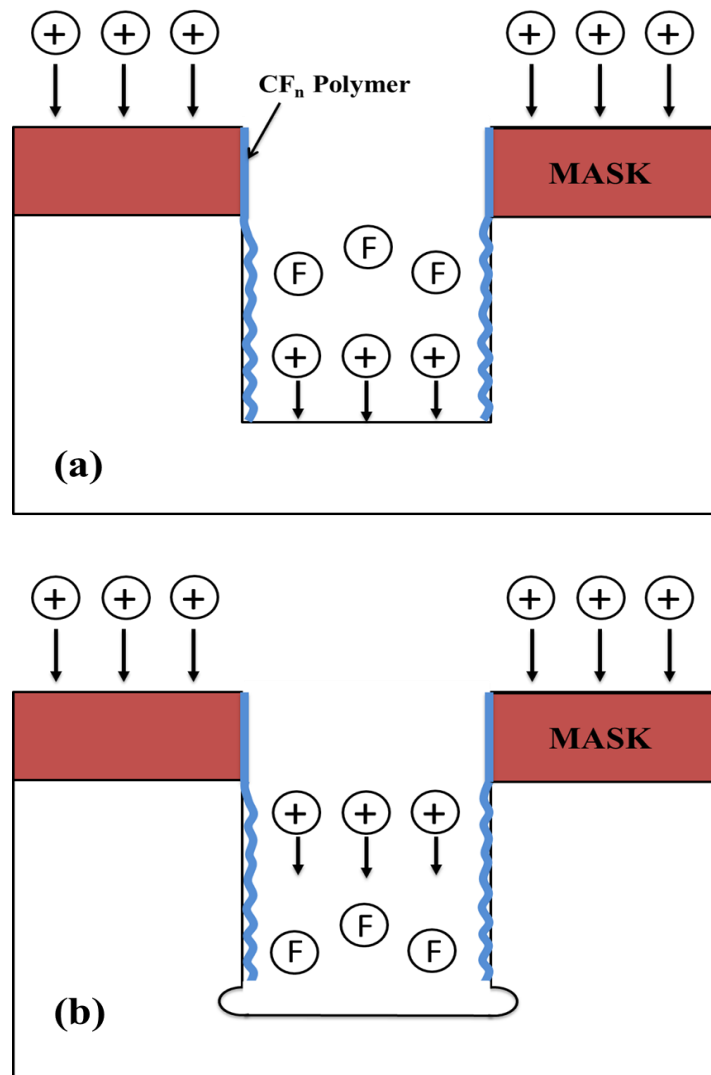 + + + + + +
CFₙ Polymer
MASK
F F F
+ + +
(a)
+ + + + + +
MASK
+ + +
F F F
(b)